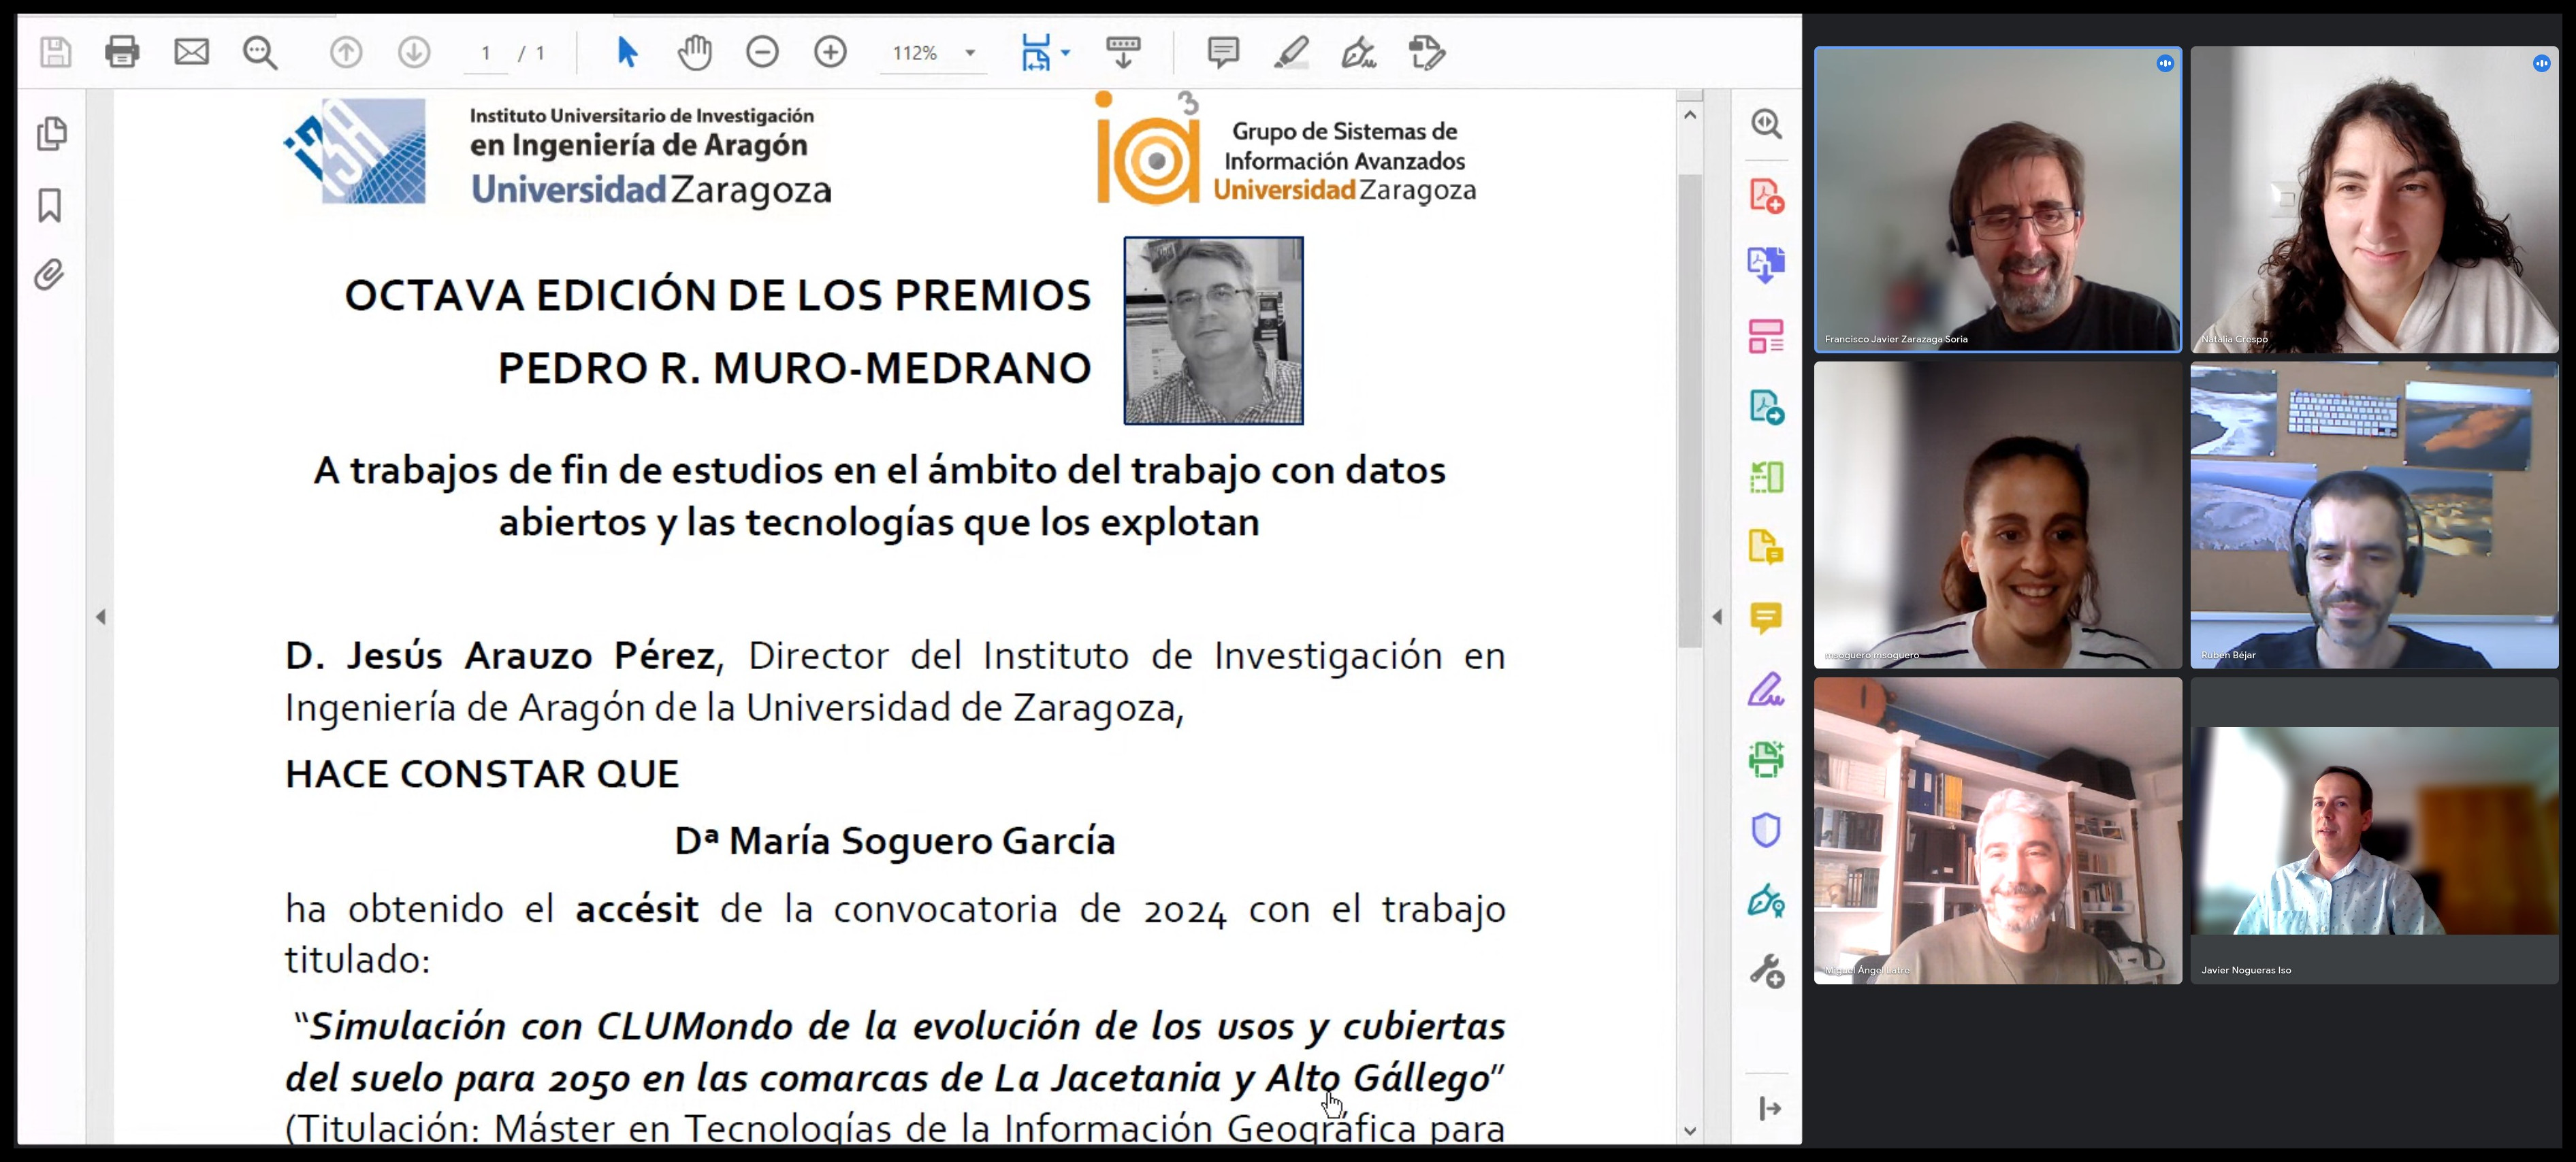 1 / 1
112%
i3A
Instituto Universitario de Investigación
en Ingeniería de Aragón
Universidad Zaragoza
iaa3
Grupo de Sistemas de
Información Avanzados
Universidad Zaragoza
OCTAVA EDICIÓN DE LOS PREMIOS
PEDRO R. MURO-MEDRANO
A trabajos de fin de estudios en el ámbito del trabajo con datos
abiertos y las tecnologías que los explotan
D. Jesús Arauzo Pérez, Director del Instituto de Investigación en
Ingeniería de Aragón de la Universidad de Zaragoza,
HACE CONSTAR QUE
Dª María Soguero García
ha obtenido el accésit de la convocatoria de 2024 con el trabajo
titulado:
“Simulación con CLUMondo de la evolución de los usos y cubiertas
del suelo para 2050 en las comarcas de La Jacetania y Alto Gállego”
(Titulación: Máster en Tecnologías de la Información Geográfica para
Francisco Javier Zarazaga Soria
Natalia Crespo
msoguero msoguero
Rubén Béjar
Miguel Ángel Latre
Javier Nogueras Iso